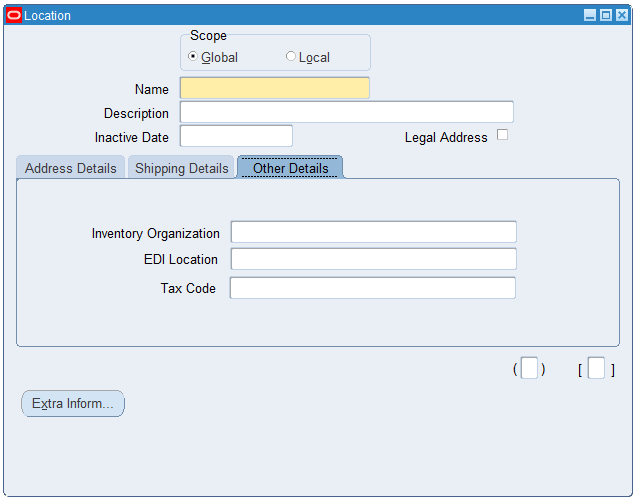 Location
Scope
Global Local
Name
Description
Inactive Date Legal Address
Address Details Shipping Details Other Details
Inventory Organization
EDI Location
Tax Code
( ) [ ]
Extra Inform...